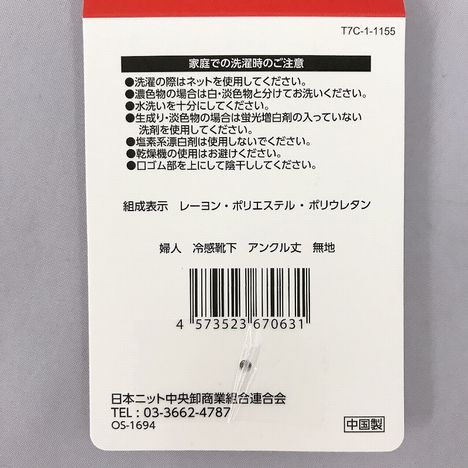 T7C-1-1155
家庭での洗濯時のご注意
●洗濯の際はネットを使用してください。
●濃色物の場合は白・淡色物と分けてお洗いください。
●水洗いを十分にしてください。
●生成り・淡色物の場合は蛍光増白剤の入っていない
洗剤を使用してください。
●塩素系漂白剤は使用しないでください。
●乾燥機の使用はお避けください。
●口ゴム部を上にして陰干ししてください。
組成表示 レーヨン・ポリエステル・ポリウレタン
婦人 冷感靴下 アンクル丈 無地
4 573523 670631
日本ニット中央卸商業組合連合会
TEL : 03-3662-4787
OS-1694
中国製